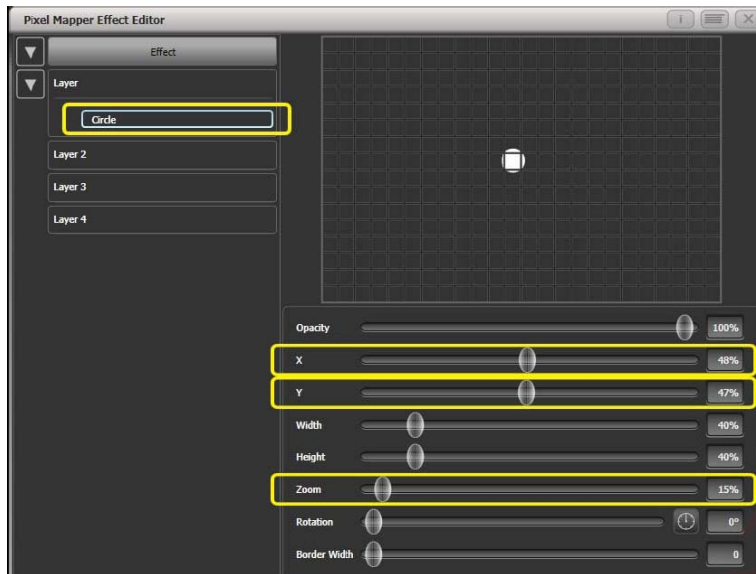 Pixel Mapper Effect Editor
i
Effect
Layer
Circle
Layer 2
Layer 3
Layer 4
Opacity 100%
X 48%
Y 47%
Width 40%
Height 40%
Zoom 15%
Rotation 0°
Border Width 0